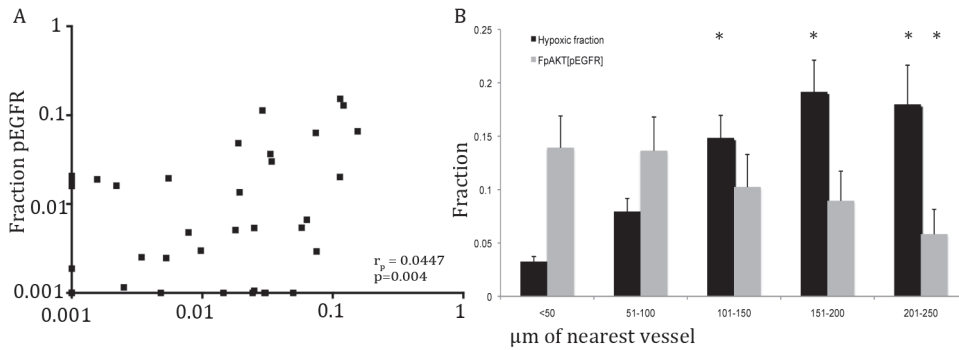 A
Fraction pEGFR
1
0.1
0.01
0.001
0.001 0.01 0.1 1
r_p = 0.0447
p=0.004
B
Fraction
0.25
0.2
0.15
0.1
0.05
0
Hypoxic fraction
FpAKT[pEGFR]
* * * *
<50 51-100 101-150 151-200 201-250
µm of nearest vessel